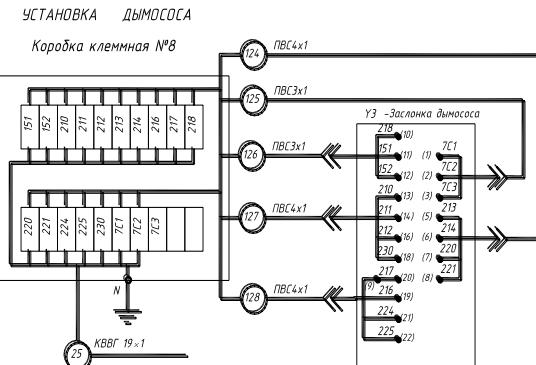 УСТАНОВКА ДЫМОСОСА
Коробка клеммная №8
151 152 210 211 212 213 214 216 217 218
220 221 224 225 230 7С1 7С2 7С3
N
25
КВВГ 19×1
124 ПВС4х1
125 ПВС3х1
126 ПВС3х1
127 ПВС4х1
128 ПВС4х1
Y3 -Заслонка дымососа
218 (10)
151 (11) (1) 7С1
152 (12) (2) 7С2
210 (13) (3) 7С3
211 (14) (5) 213
212 (16) (6) 214
230 (18) (7) 220
217 (9) (20) (8) 221
216 (19)
224 (21)
225 (22)